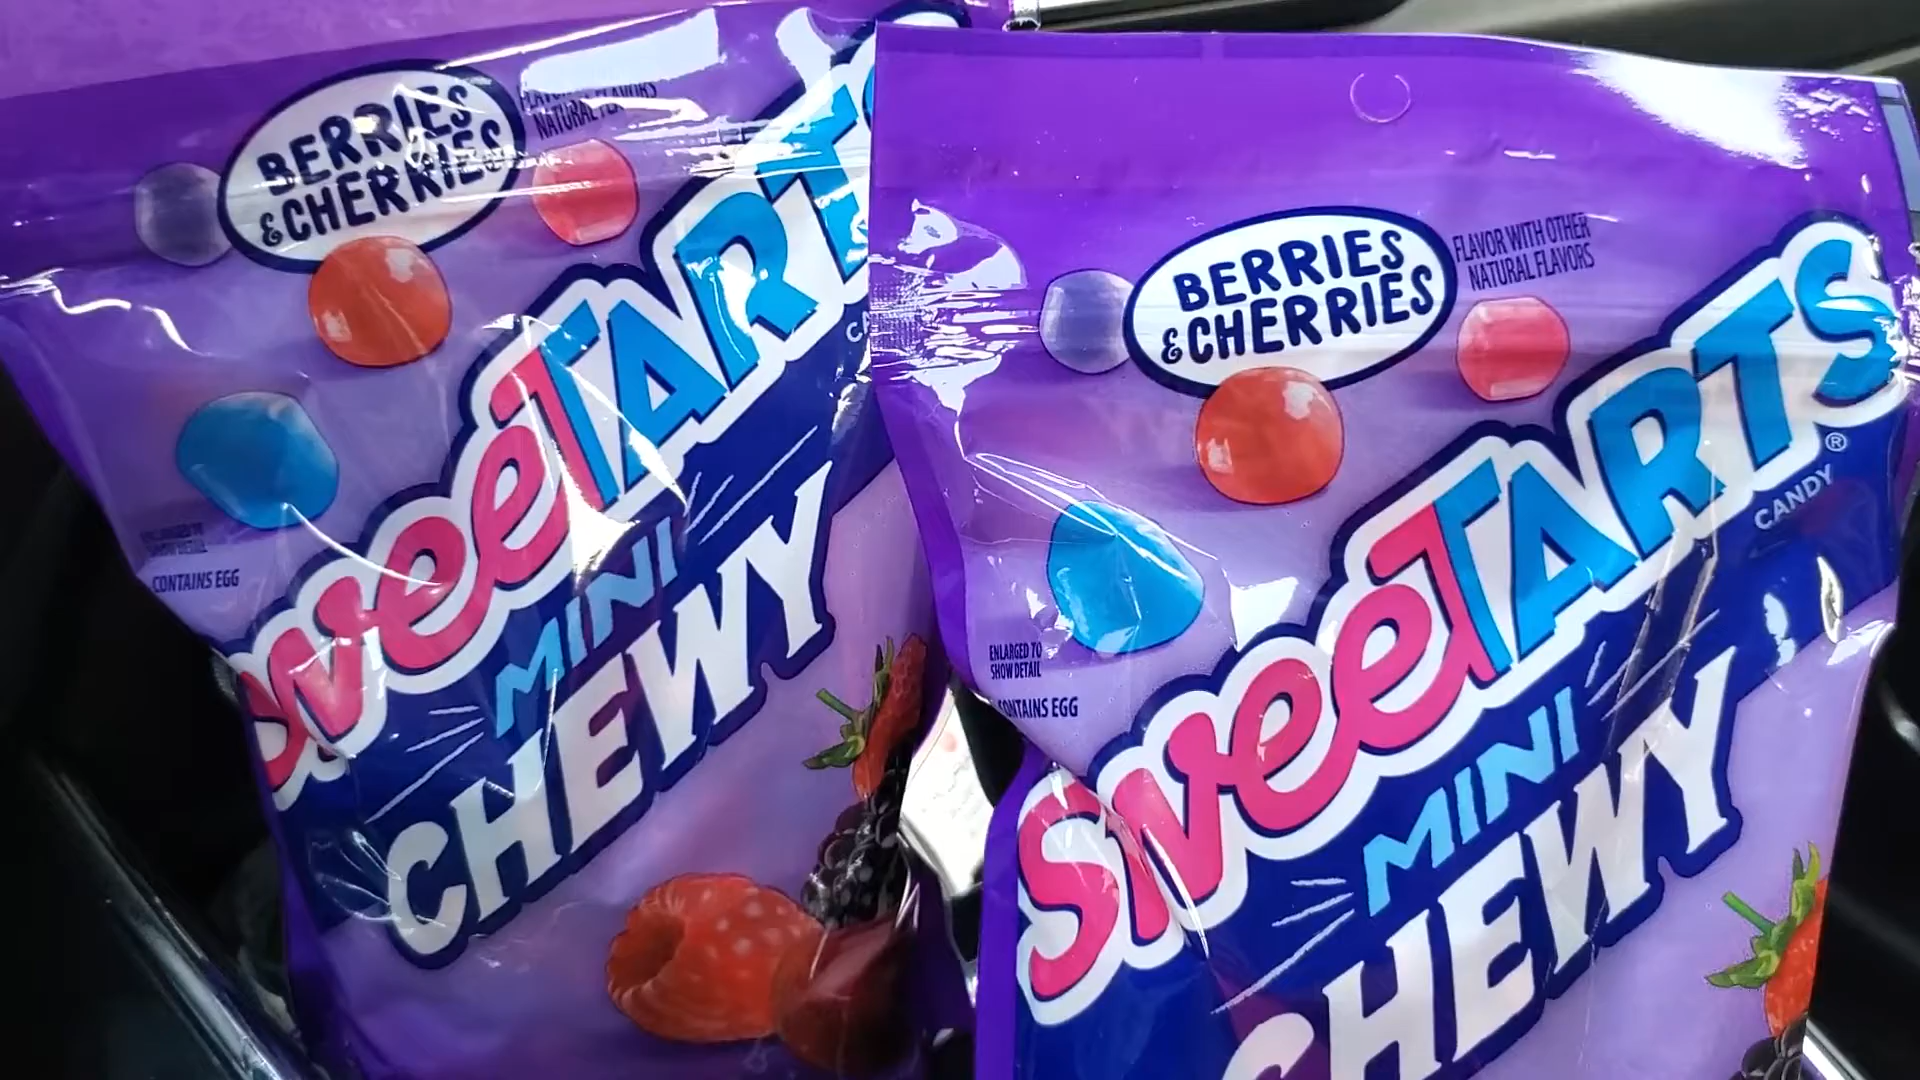 BERRIES
& CHERRIES
NATURAL FLAVORS
SweeTARTS
MINI
CHEWY
CONTAINS EGG
BERRIES
& CHERRIES
FLAVOR WITH OTHER
NATURAL FLAVORS
SweeTARTS®
CANDY
MINI
CHEWY
ENLARGED TO
SHOW DETAIL
CONTAINS EGG